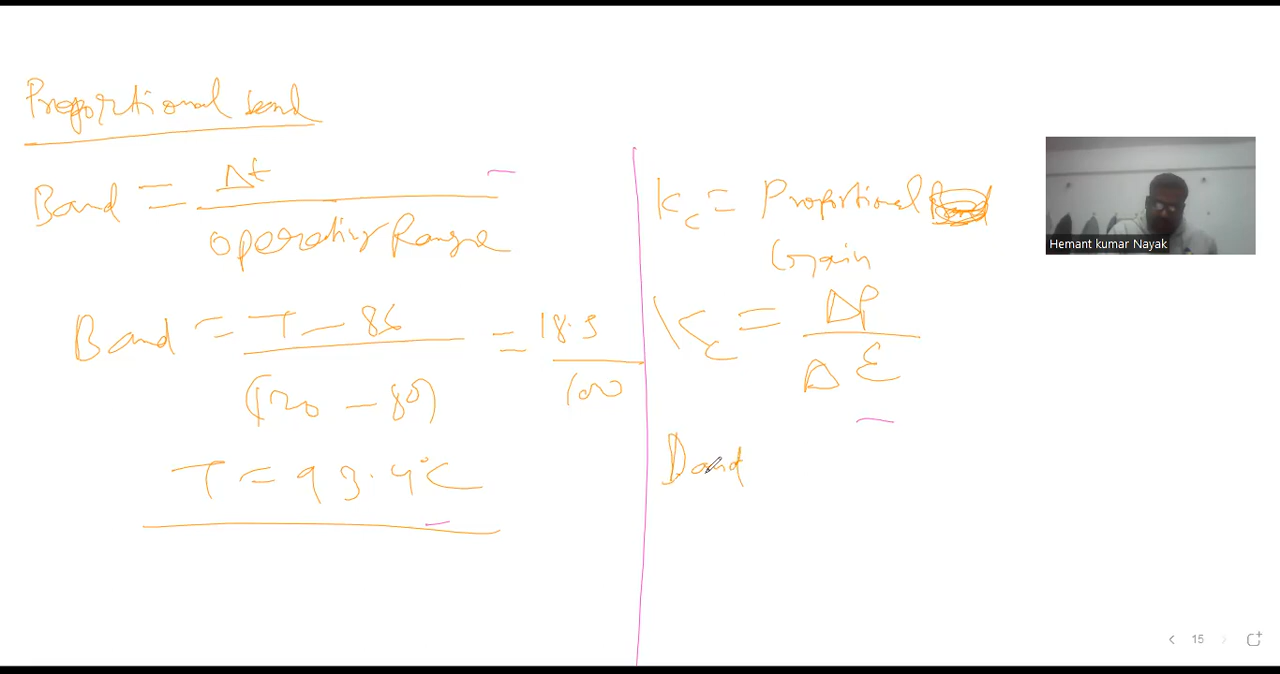 Proportional band
Band = Δt / Operating Range
Band = T - 86 / (120 - 80) = 18.5 / 100
T = 93.4°C
Kc = Proportional
Gain
Kc = ΔP / Δ ε
Band
Hemant kumar Nayak
15